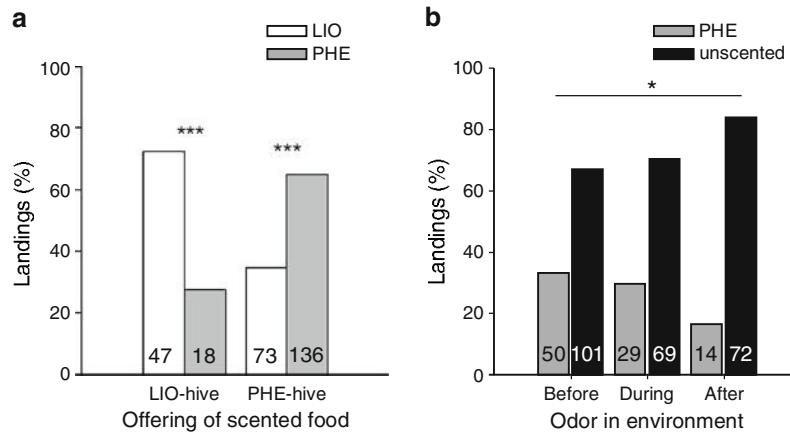 a
LIO
PHE
100
80
60
40
20
0
Landings (%)
***
***
47 18 73 136
LIO-hive PHE-hive
Offering of scented food
b
PHE
unscented
100
80
60
40
20
0
Landings (%)
*
50 101 29 69 14 72
Before During After
Odor in environment